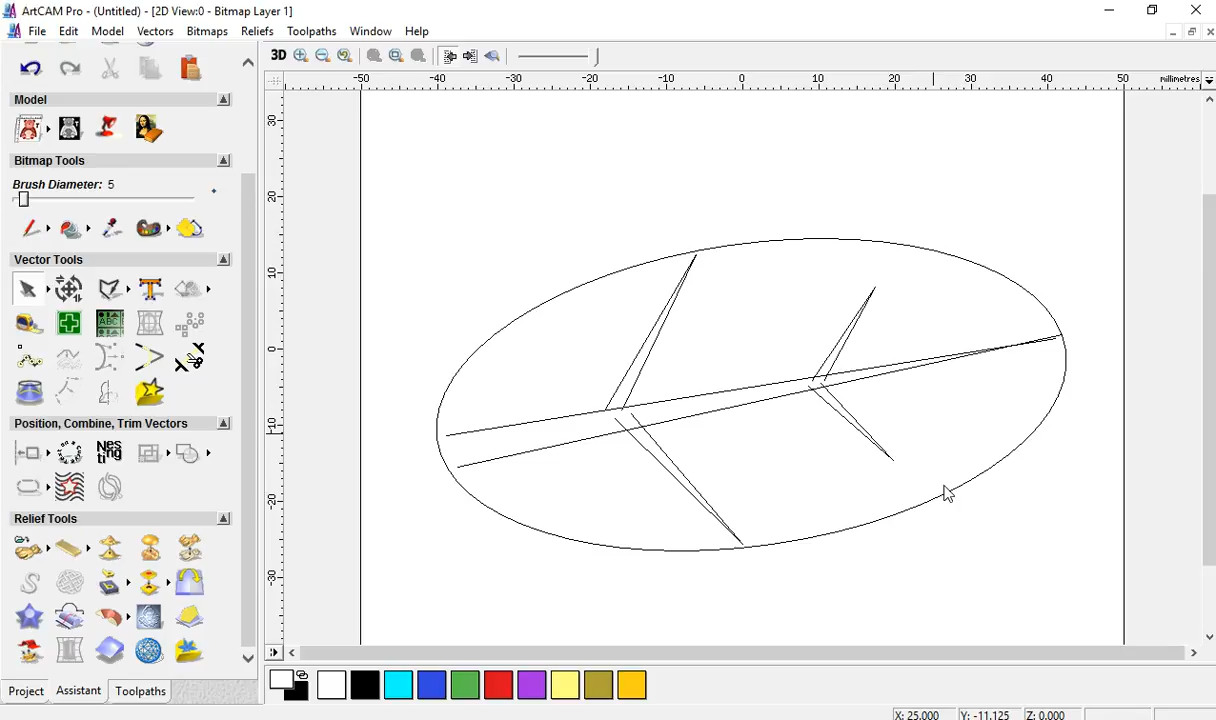 ArtCAM Pro - (Untitled) - [2D View:0 - Bitmap Layer 1]
File Edit Model Vectors Bitmaps Reliefs Toolpaths Window Help
3D
-50 -40 -30 -20 -10 0 10 20 30 40 50 millimetres
30
20
10
0
-10
-20
-30
Model
Bitmap Tools
Brush Diameter: 5
Vector Tools
T
ABC
Position, Combine, Trim Vectors
Nes
ting
Relief Tools
S
Project Assistant Toolpaths
X: 25.000 Y: -11.125 Z: 0.000